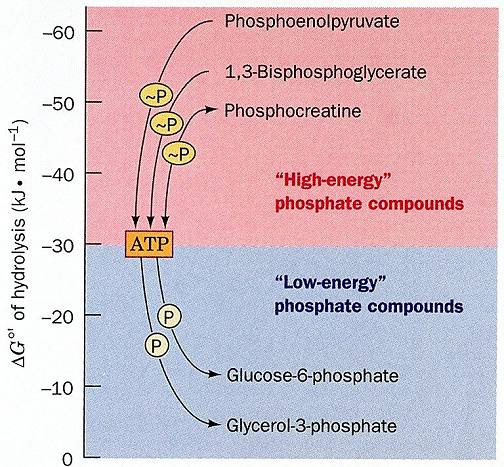 Phosphoenolpyruvate
1,3-Bisphosphoglycerate
Phosphocreatine
~P
~P
~P
"High-energy"
phosphate compounds
ATP
"Low-energy"
phosphate compounds
P
P
Glucose-6-phosphate
Glycerol-3-phosphate
–60
–50
–40
–30
–20
–10
0
ΔG°′ of hydrolysis (kJ • mol⁻¹)